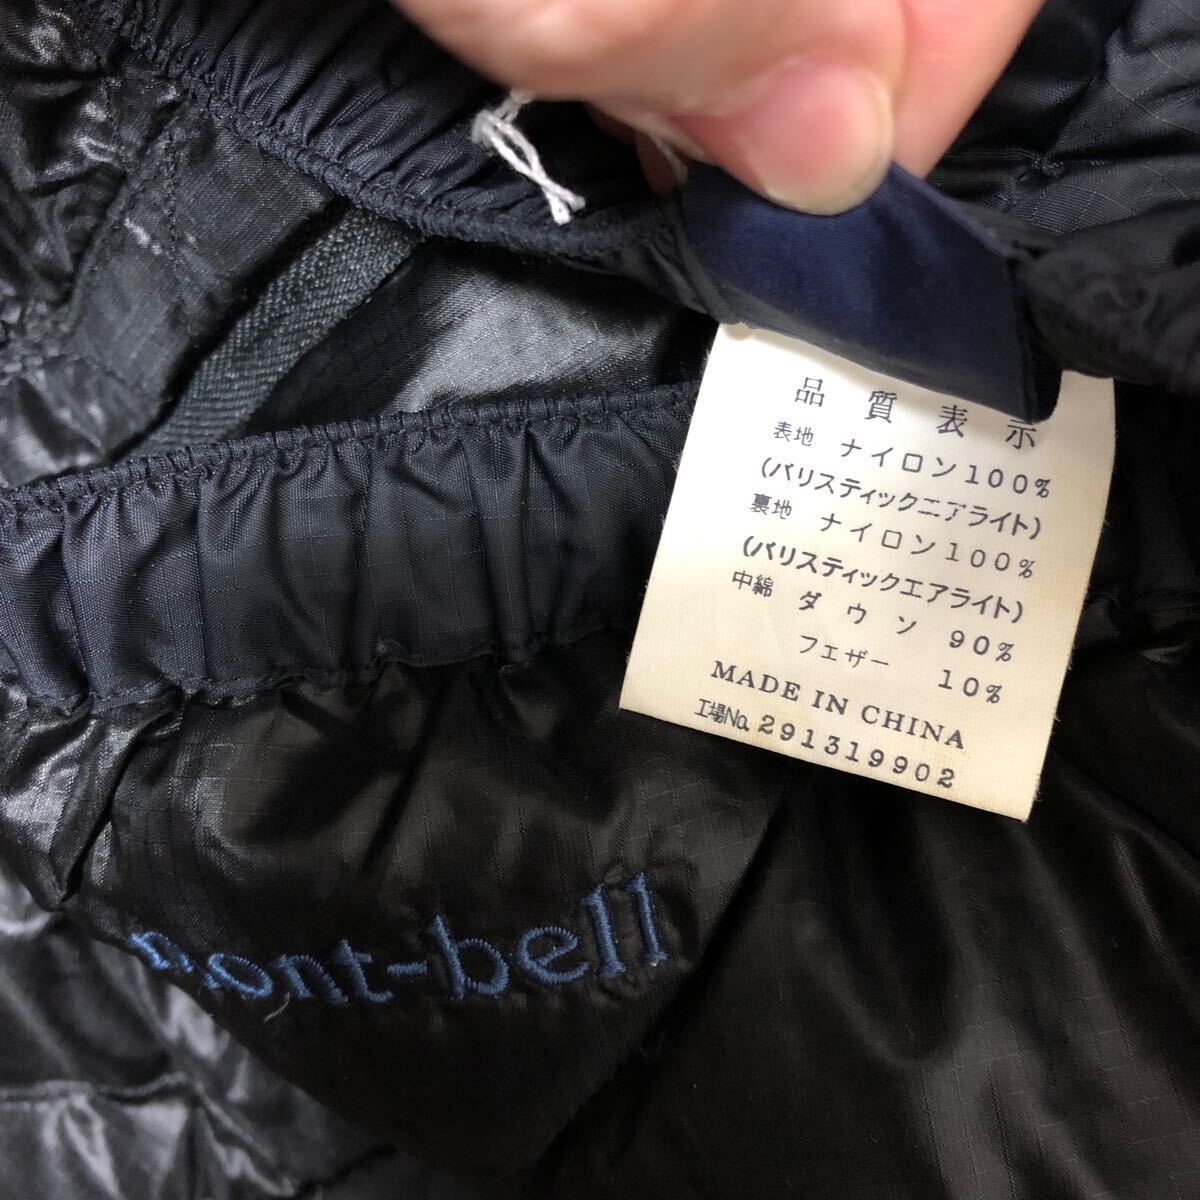 品質表示
表地 ナイロン100%
(バリスティックエアライト)
裏地 ナイロン100%
(バリスティックエアライト)
中綿 ダウン 90%
フェザー 10%
MADE IN CHINA
工場No. 291319902
mont-bell